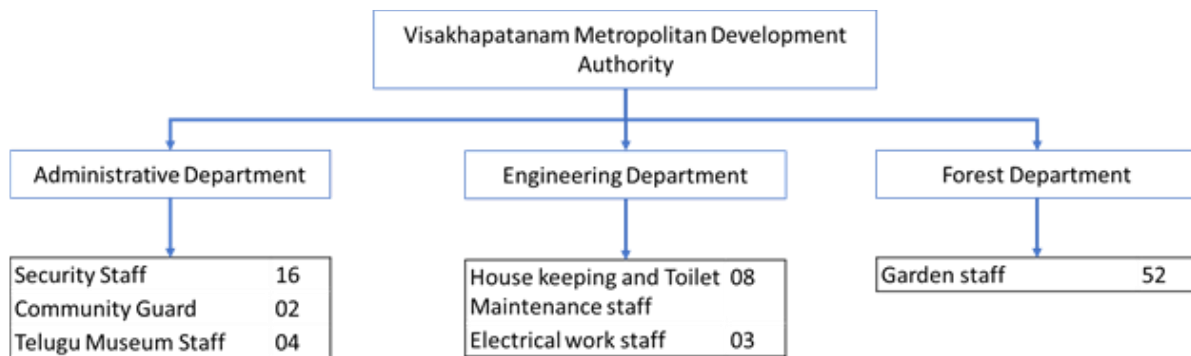 Visakhapatanam Metropolitan Development
Authority
Administrative Department
Engineering Department
Forest Department
Security Staff 16
Community Guard 02
Telugu Museum Staff 04
House keeping and Toilet 08
Maintenance staff
Electrical work staff 03
Garden staff 52